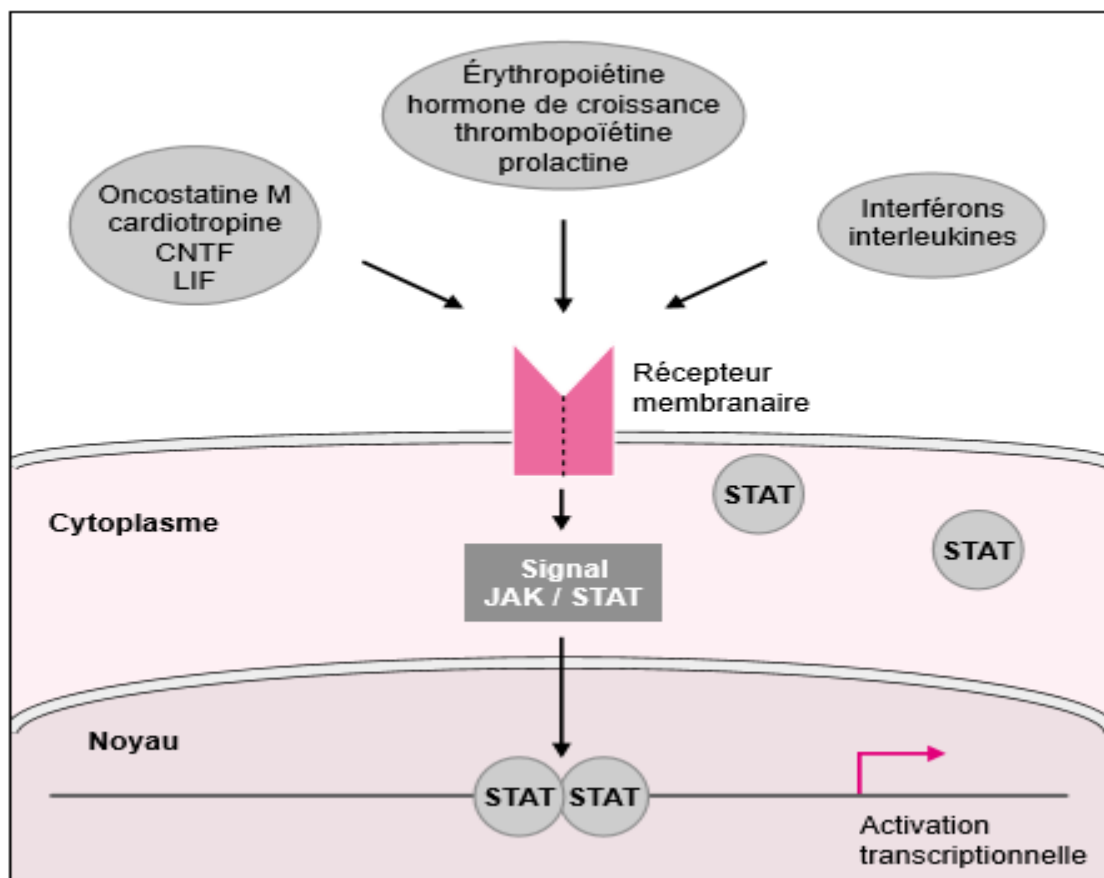 Érythropoiétine
hormone de croissance
thrombopoïétine
prolactine
Oncostatine M
cardiotropine
CNTF
LIF
Interférons
interleukines
Récepteur
membranaire
STAT
STAT
Cytoplasme
Signal
JAK / STAT
Noyau
STAT STAT
Activation
transcriptionnelle